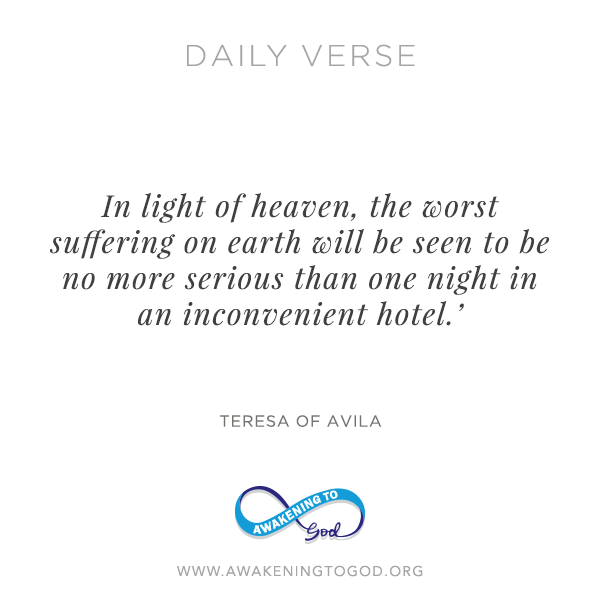 DAILY VERSE
In light of heaven, the worst
suffering on earth will be seen to be
no more serious than one night in
an inconvenient hotel.’
TERESA OF AVILA
AWAKENING TO
God
WWW.AWAKENINGTOGOD.ORG